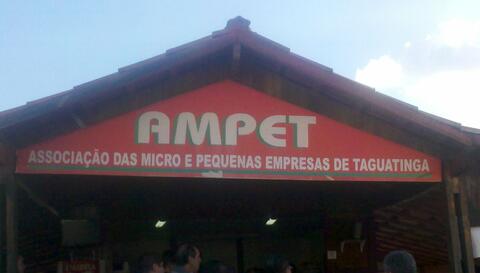 AMPET
ASSOCIAÇÃO DAS MICRO E PEQUENAS EMPRESAS DE TAGUATINGA